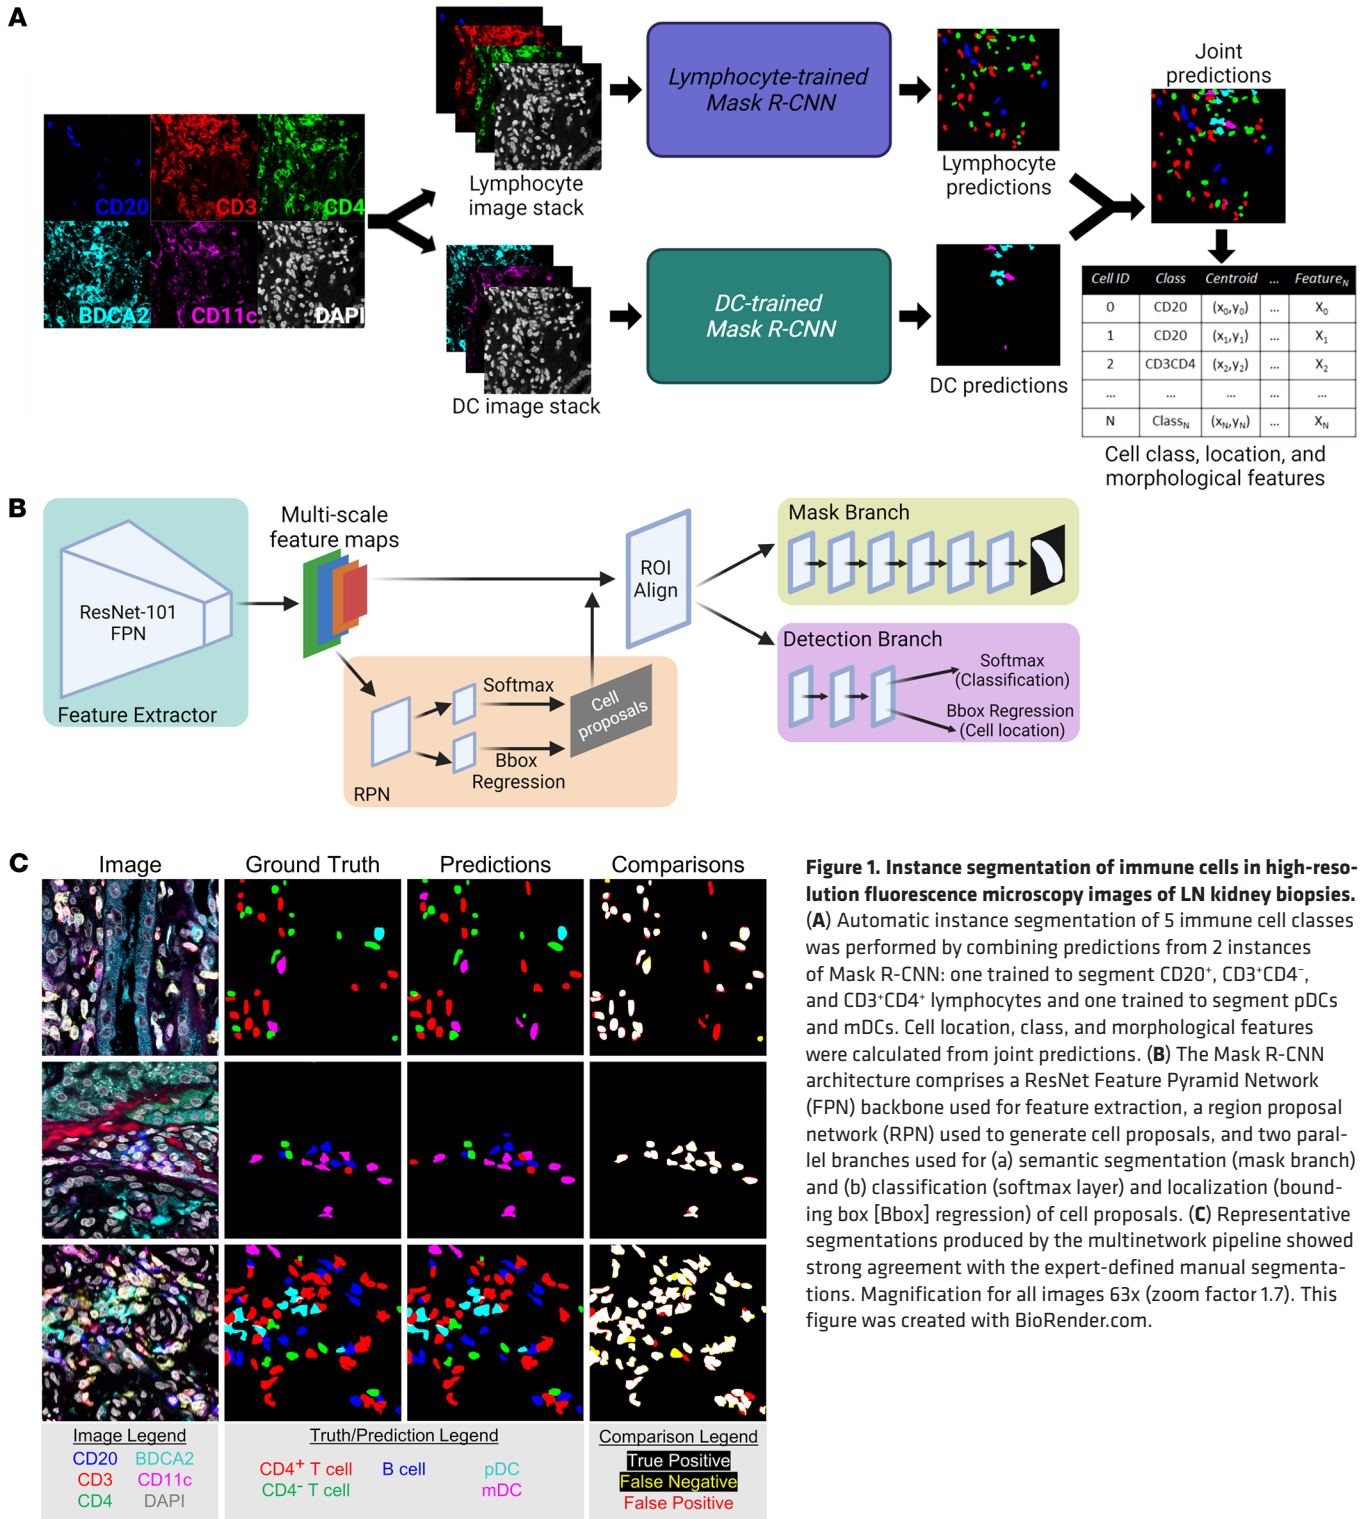 A
CD20
CD3
CD4
BDCA2
CD11c
DAPI
Lymphocyte
image stack
DC image stack
Lymphocyte-trained
Mask R-CNN
DC-trained
Mask R-CNN
Lymphocyte
predictions
DC predictions
Joint
predictions
Cell ID Class Centroid ... Feature_N
0 CD20 (x₀,y₀) ... X₀
1 CD20 (x₁,y₁) ... X₁
2 CD3CD4 (x₂,y₂) ... X₂
... ... ... ... ...
N Class_N (x_N,y_N) ... X_N
Cell class, location, and
morphological features
B
ResNet-101
FPN
Feature Extractor
Multi-scale
feature maps
RPN
Softmax
Bbox
Regression
Cell
proposals
ROI
Align
Mask Branch
Detection Branch
Softmax
(Classification)
Bbox Regression
(Cell location)
C
Image
Ground Truth
Predictions
Comparisons
Image Legend
CD20 BDCA2
CD3 CD11c
CD4 DAPI
Truth/Prediction Legend
CD4⁺ T cell B cell pDC
CD4⁻ T cell mDC
Comparison Legend
True Positive
False Negative
False Positive
Figure 1. Instance segmentation of immune cells in high-reso-
lution fluorescence microscopy images of LN kidney biopsies.
(A) Automatic instance segmentation of 5 immune cell classes
was performed by combining predictions from 2 instances
of Mask R-CNN: one trained to segment CD20⁺, CD3⁺CD4⁻,
and CD3⁺CD4⁺ lymphocytes and one trained to segment pDCs
and mDCs. Cell location, class, and morphological features
were calculated from joint predictions. (B) The Mask R-CNN
architecture comprises a ResNet Feature Pyramid Network
(FPN) backbone used for feature extraction, a region proposal
network (RPN) used to generate cell proposals, and two paral-
lel branches used for (a) semantic segmentation (mask branch)
and (b) classification (softmax layer) and localization (bound-
ing box [Bbox] regression) of cell proposals. (C) Representative
segmentations produced by the multinetwork pipeline showed
strong agreement with the expert-defined manual segmenta-
tions. Magnification for all images 63x (zoom factor 1.7). This
figure was created with BioRender.com.